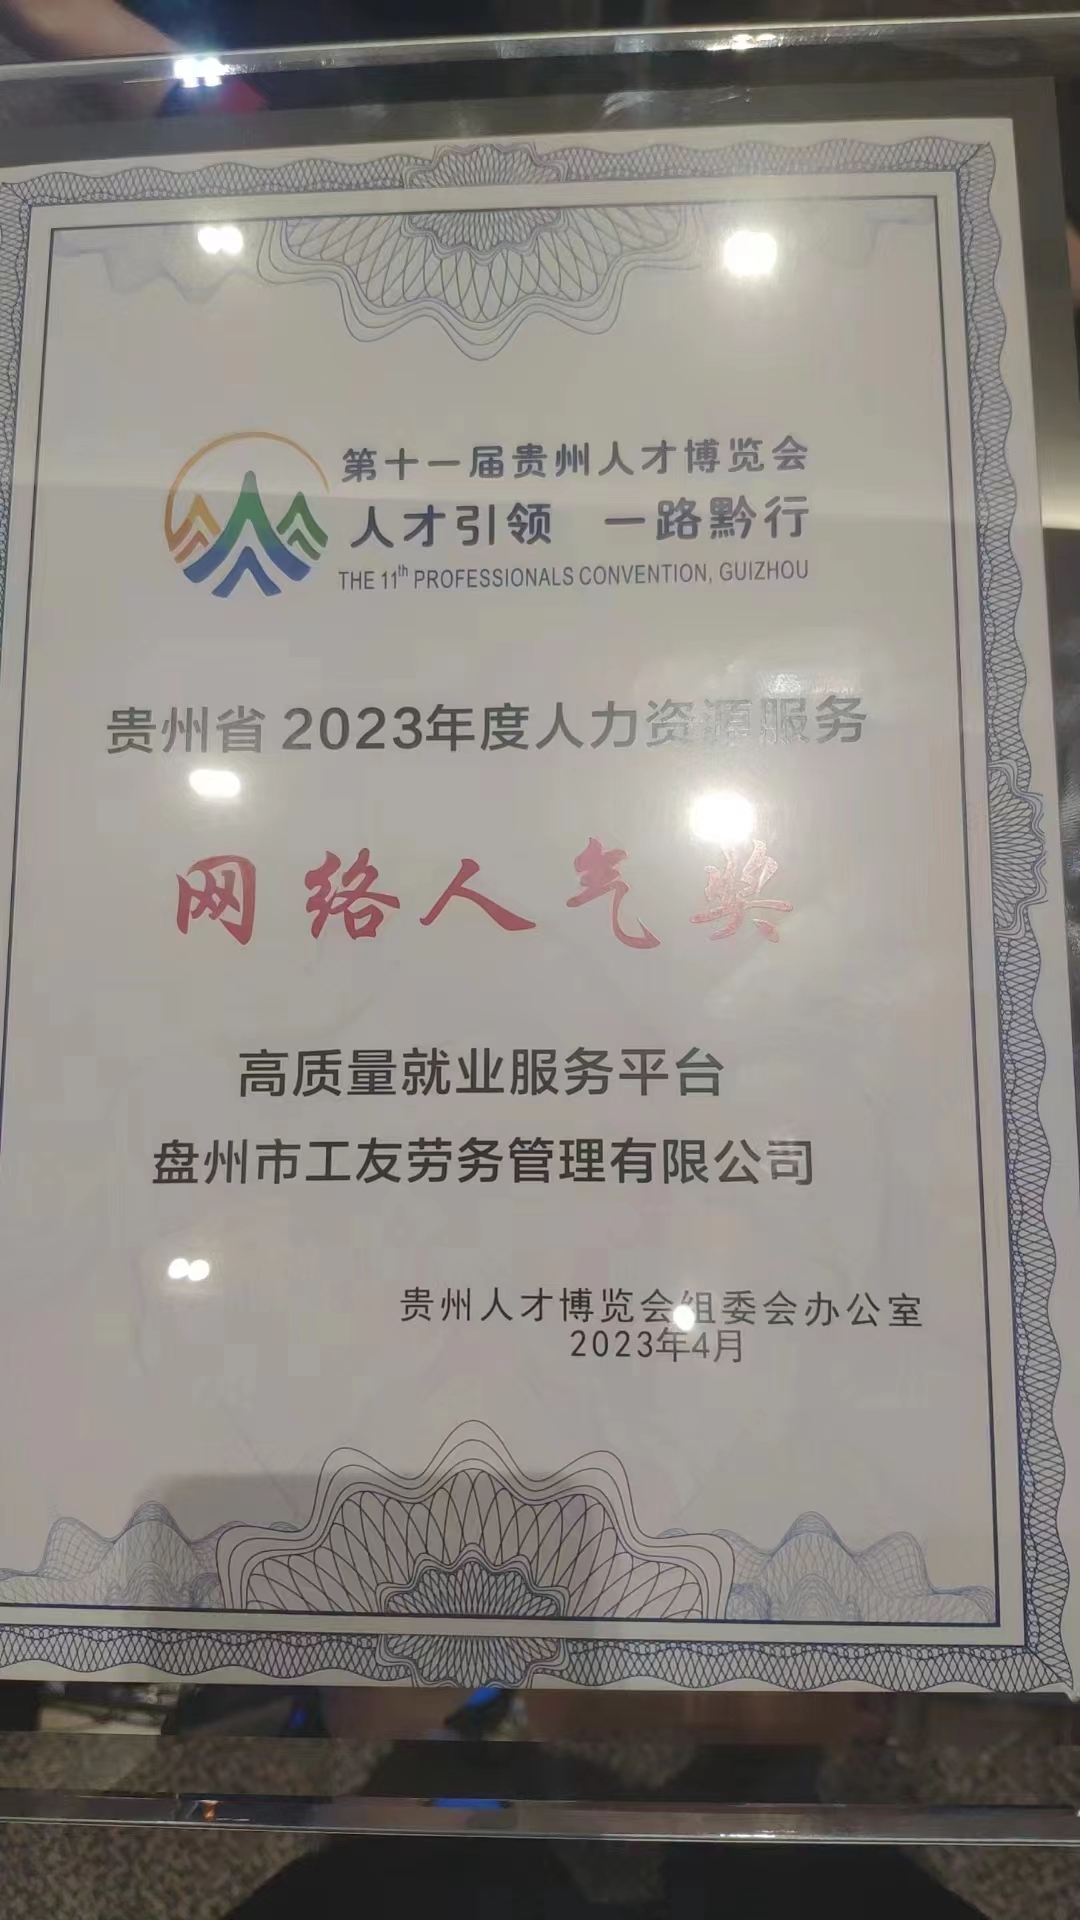 第十一届贵州人才博览会
人才引领 一路黔行
THE 11th PROFESSIONALS CONVENTION, GUIZHOU
贵州省2023年度人力资源服务
网络人气奖
高质量就业服务平台
盘州市工友劳务管理有限公司
贵州人才博览会组委会办公室
2023年4月